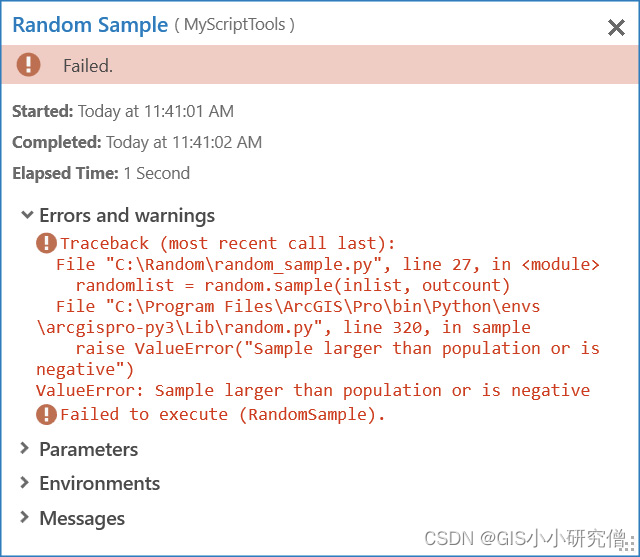 Random Sample ( MyScriptTools )
Failed.
Started: Today at 11:41:01 AM
Completed: Today at 11:41:02 AM
Elapsed Time: 1 Second
Errors and warnings
Traceback (most recent call last):
File "C:\Random\random_sample.py", line 27, in <module>
randomlist = random.sample(inlist, outcount)
File "C:\Program Files\ArcGIS\Pro\bin\Python\envs
\arcgispro-py3\Lib\random.py", line 320, in sample
raise ValueError("Sample larger than population or is
negative")
ValueError: Sample larger than population or is negative
Failed to execute (RandomSample).
Parameters
Environments
Messages
CSDN @GIS小小研究僧